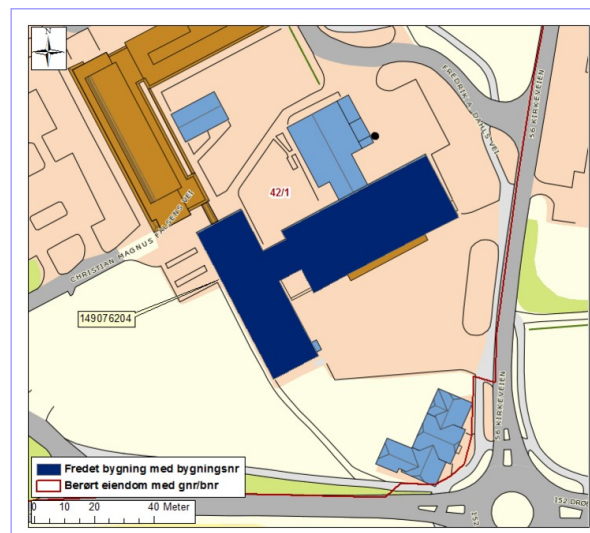 N
FREDRIK A. DAHLS VEI
56 KIRKEVEIEN
42/1
CHRISTIAN MAGNUS FALSENS VEI
149076204
56 KIRKEVEIEN
Fredet bygning med bygningsnr
Berørt eiendom med gnr/bnr
0 10 20 40 Meter
152